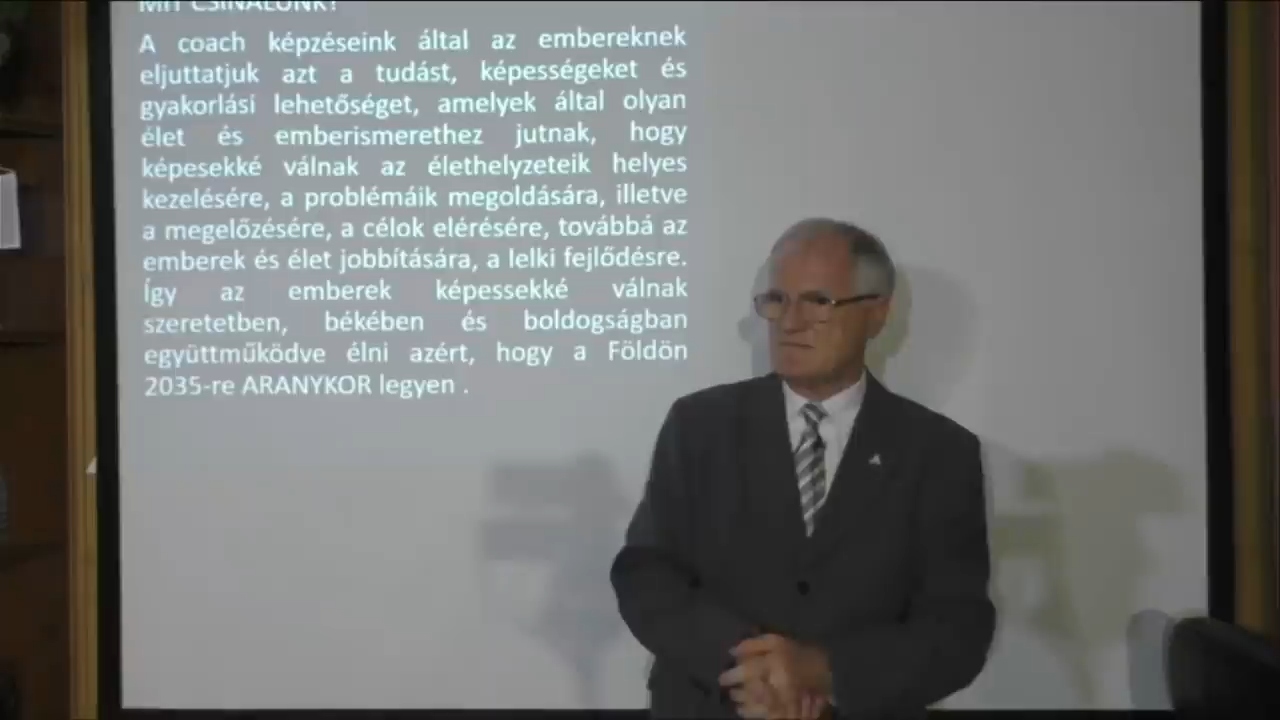 MIT CSINÁLUNK?
A coach képzéseink által az embereknek
eljuttatjuk azt a tudást, képességeket és
gyakorlási lehetőséget, amelyek által olyan
élet és emberismerethez jutnak, hogy
képesekké válnak az élethelyzeteik helyes
kezelésére, a problémáik megoldására, illetve
a megelőzésére, a célok elérésére, továbbá az
emberek és élet jobbítására, a lelki fejlődésre.
Így az emberek képessekké válnak
szeretetben, békében és boldogságban
együttműködve élni azért, hogy a Földön
2035-re ARANYKOR legyen .